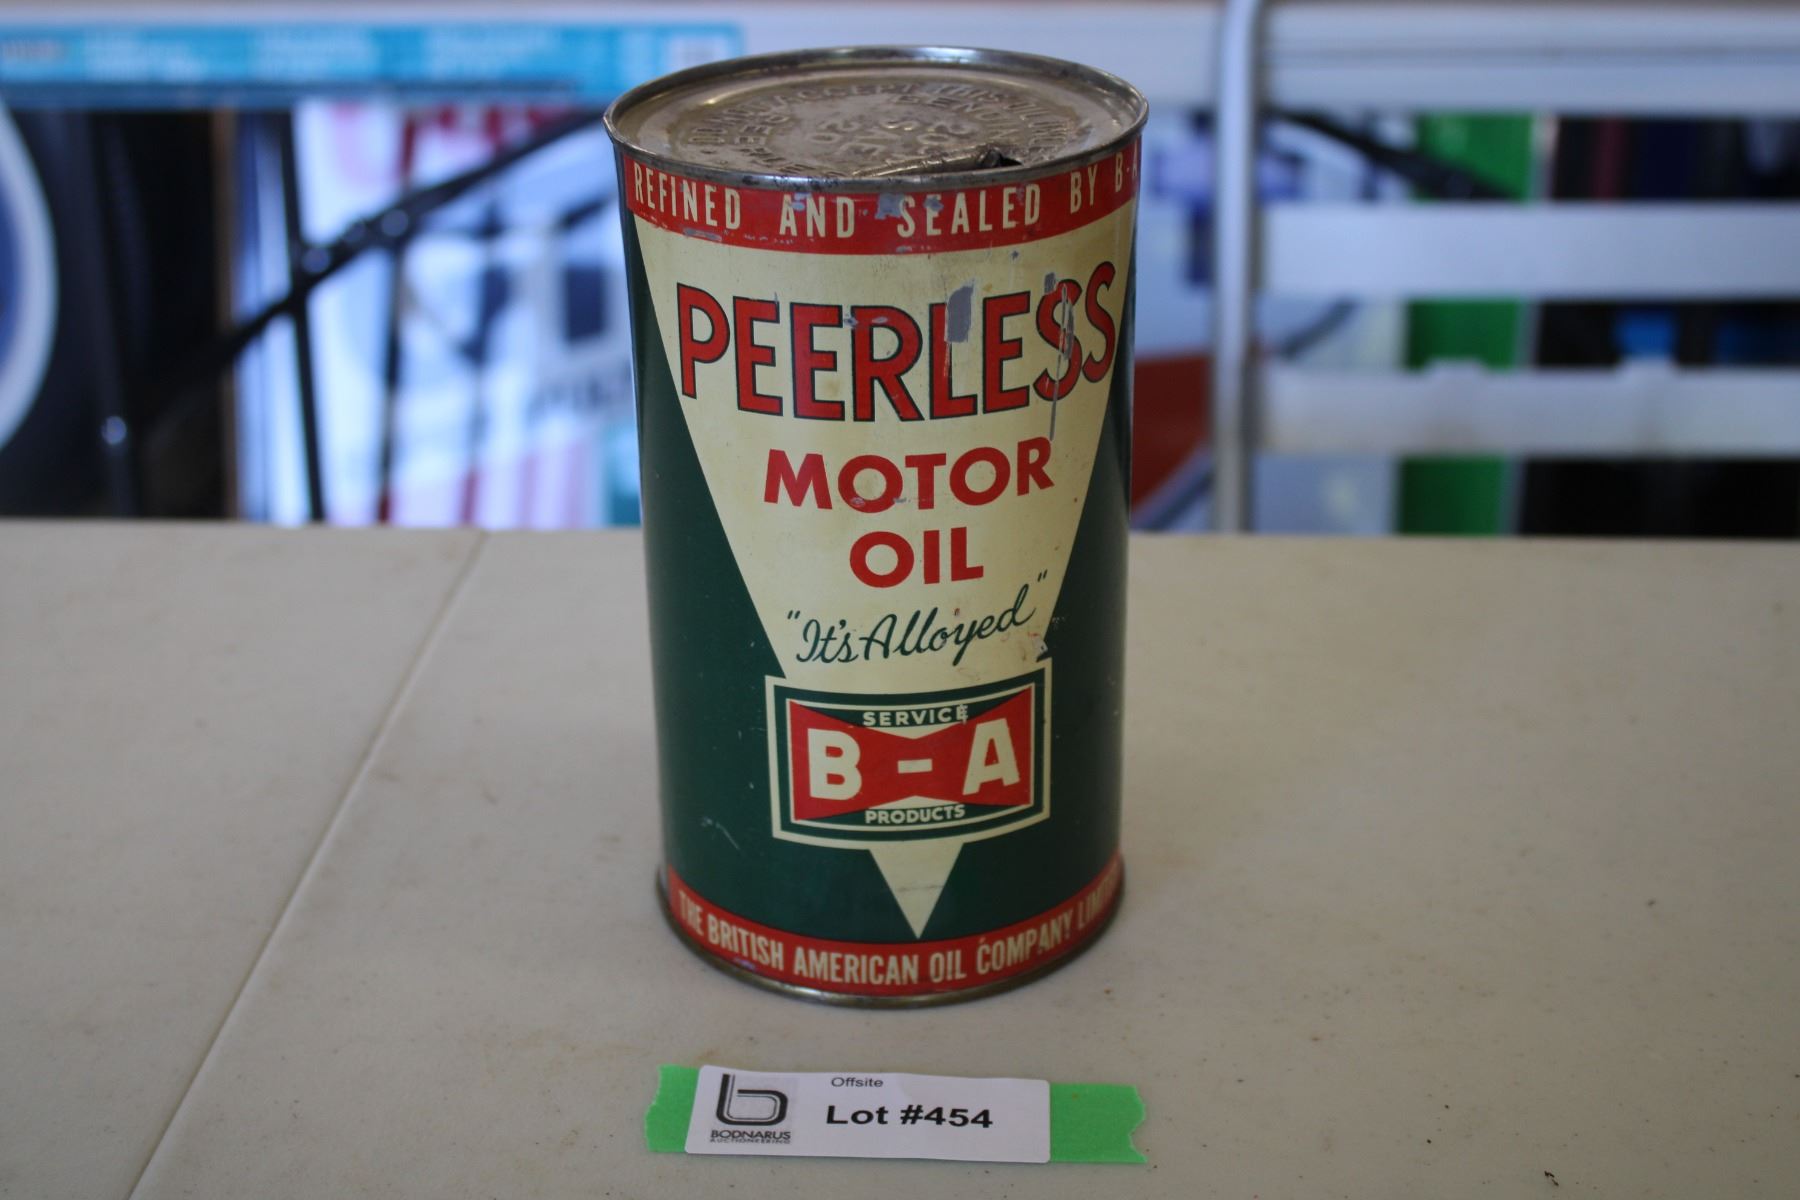 REFINED AND SEALED BY B-A
PEERLESS
MOTOR
OIL
"It's Alloyed"
SERVICE
B-A
PRODUCTS
THE BRITISH AMERICAN OIL COMPANY LIMITED
Offsite
Lot #454
BODNARUS
AUCTIONEERING